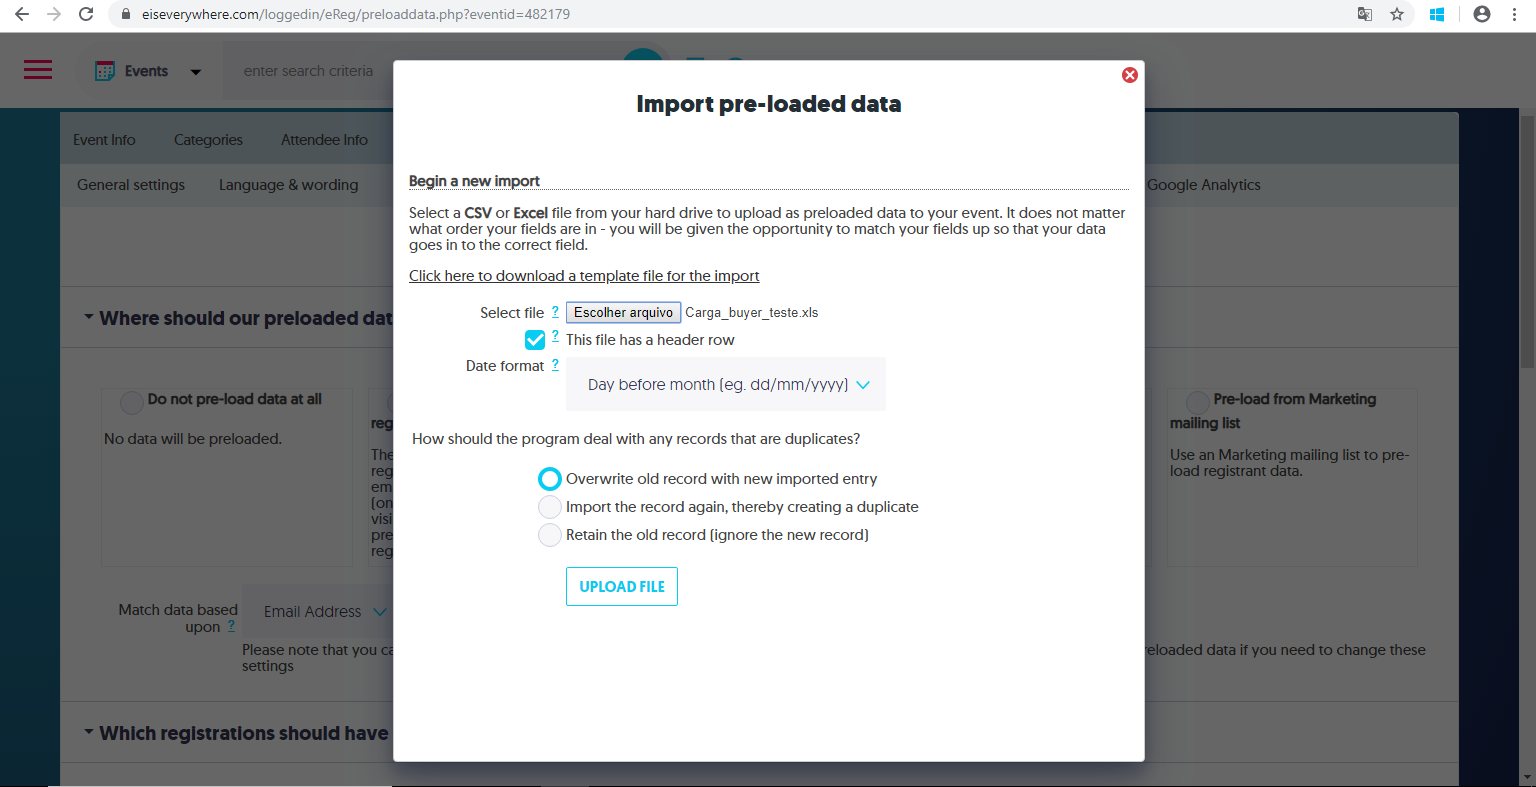 eiseverywhere.com/loggedin/eReg/preloaddata.php?eventid=482179
Events
enter search criteria
Import pre-loaded data
Event Info
Categories
Attendee Info
General settings
Language & wording
Google Analytics
Begin a new import
Select a CSV or Excel file from your hard drive to upload as preloaded data to your event. It does not matter
what order your fields are in - you will be given the opportunity to match your fields up so that your data
goes in to the correct field.
Click here to download a template file for the import
Select file ? Escolher arquivo Carga_buyer_teste.xls
? This file has a header row
Date format ?
Day before month (eg. dd/mm/yyyy)
How should the program deal with any records that are duplicates?
Overwrite old record with new imported entry
Import the record again, thereby creating a duplicate
Retain the old record (ignore the new record)
UPLOAD FILE
Where should our preloaded dat
Do not pre-load data at all
No data will be preloaded.
reg
The
reg
em
(on
visi
pre
reg
Pre-load from Marketing
mailing list
Use an Marketing mailing list to pre-
load registrant data.
Match data based
upon ?
Email Address
Please note that you ca
settings
reloaded data if you need to change these
Which registrations should have